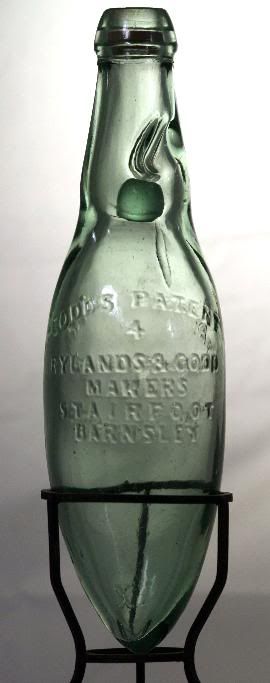 CODD'S PATENT
4
RYLANDS & CODD
MAKERS
STAIRFOOT
BARNSLEY